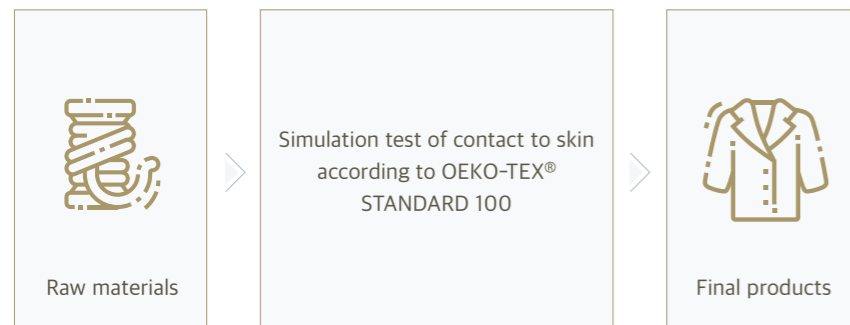 Raw materials
Simulation test of contact to skin
according to OEKO-TEX®
STANDARD 100
Final products